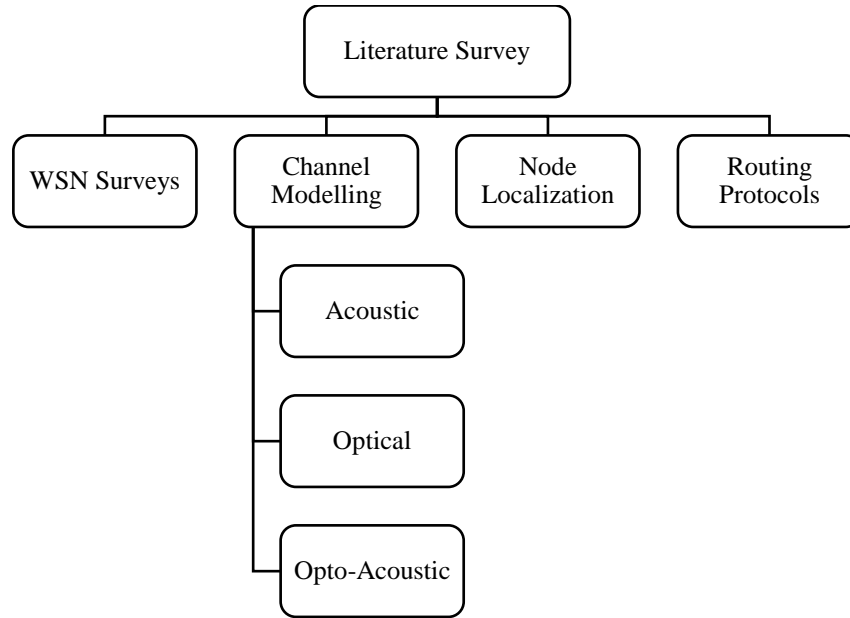 Literature Survey
WSN Surveys
Channel
Modelling
Node
Localization
Routing
Protocols
Acoustic
Optical
Opto-Acoustic